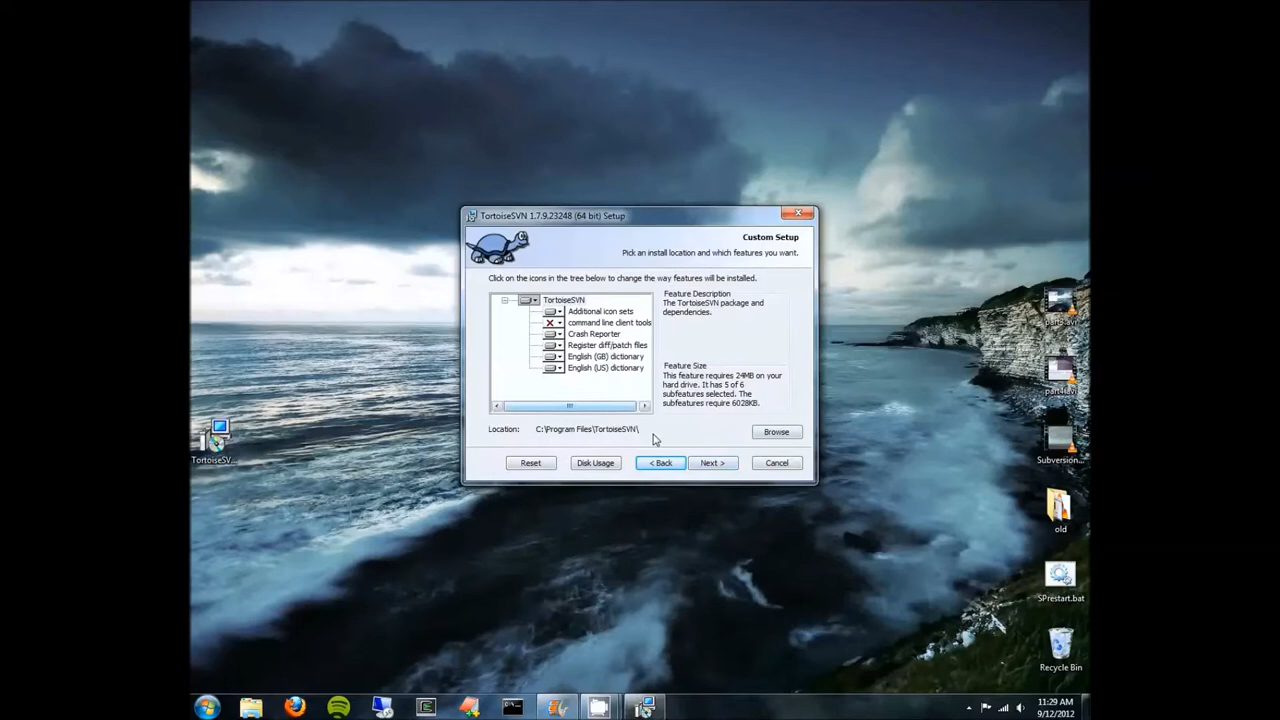 TortoiseSVN 1.7.9.23248 (64 bit) Setup
Custom Setup
Pick an install location and which features you want.
Click on the icons in the tree below to change the way features will be installed.
TortoiseSVN
Additional icon sets
command line client tools
Crash Reporter
Register diff/patch files
English (GB) dictionary
English (US) dictionary
Feature Description
The TortoiseSVN package and
dependencies.
Feature Size
This feature requires 24MB on your
hard drive. It has 5 of 6
subfeatures selected. The
subfeatures require 6028KB.
Location: C:\Program Files\TortoiseSVN\
Browse
Reset
Disk Usage
< Back
Next >
Cancel
TortoiseSV...
Subversion...
old
SPrestart.bat
Recycle Bin
11:29 AM
9/12/2012